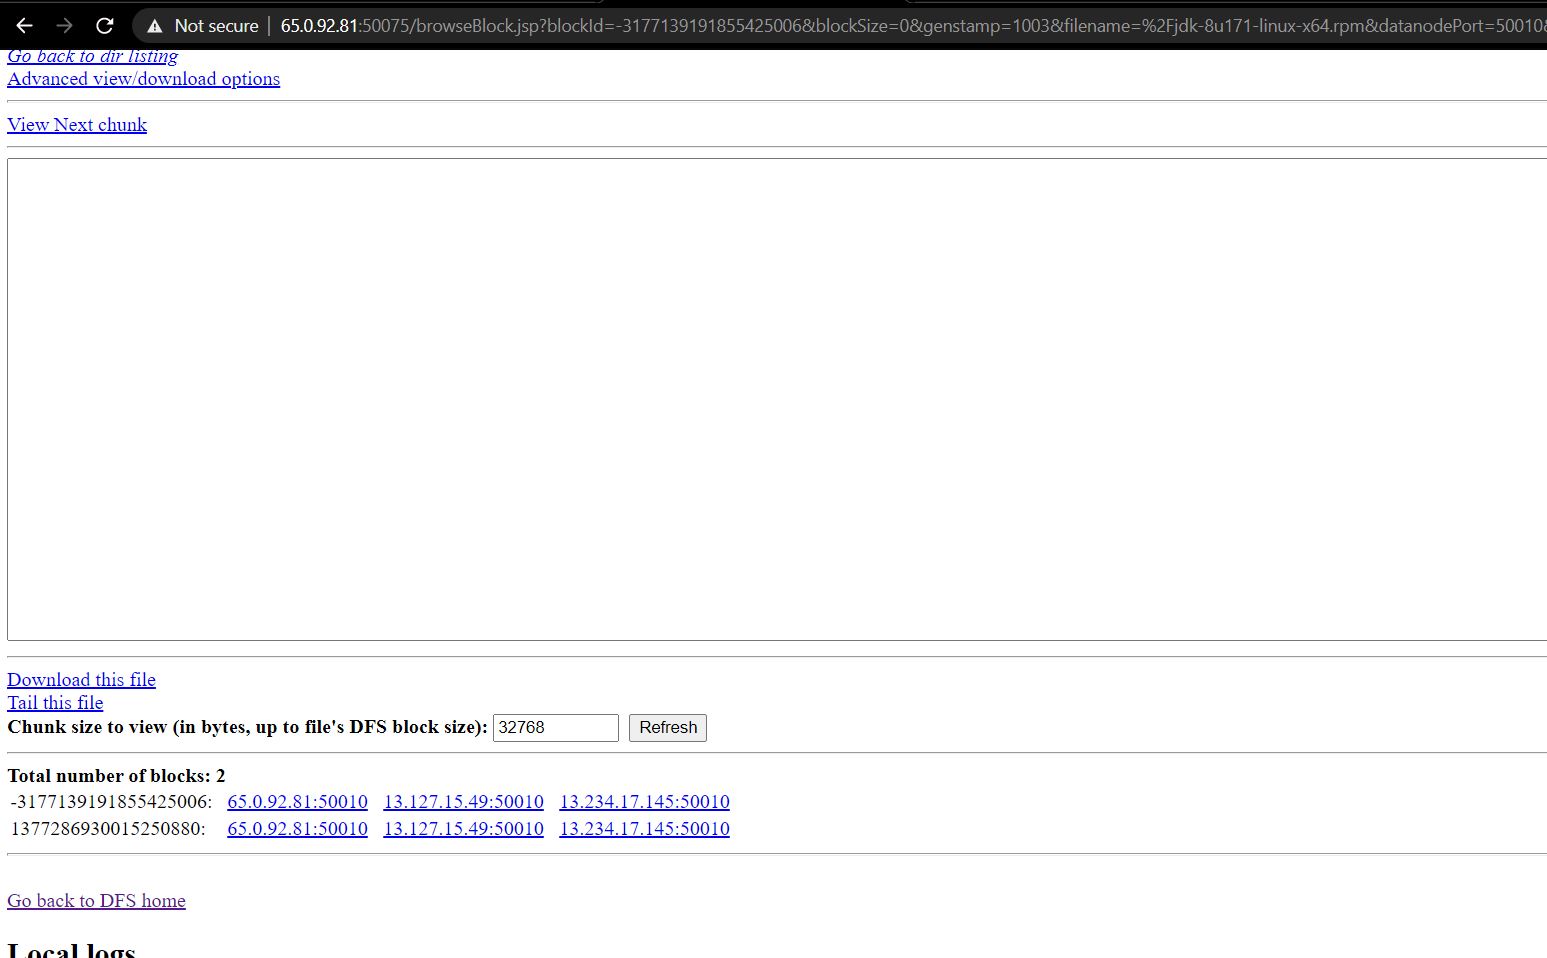 Not secure | 65.0.92.81:50075/browseBlock.jsp?blockId=-3177139191855425006&blockSize=0&genstamp=1003&filename=%2Fjdk-8u171-linux-x64.rpm&datanodePort=50010&
Go back to dir listing
Advanced view/download options
View Next chunk
Download this file
Tail this file
Chunk size to view (in bytes, up to file's DFS block size): 32768 Refresh
Total number of blocks: 2
-3177139191855425006: 65.0.92.81:50010 13.127.15.49:50010 13.234.17.145:50010
1377286930015250880: 65.0.92.81:50010 13.127.15.49:50010 13.234.17.145:50010
Go back to DFS home
Local logs